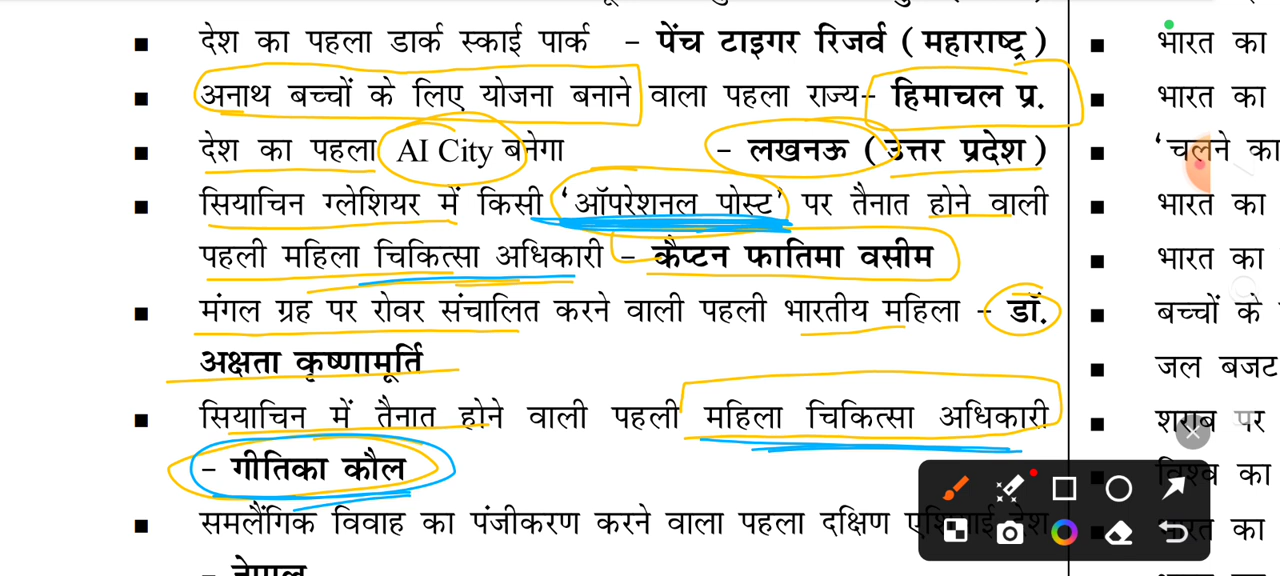 देश का पहला डार्क स्काई पार्क - पेंच टाइगर रिजर्व (महाराष्ट्र)
अनाथ बच्चों के लिए योजना बनाने वाला पहला राज्य- हिमाचल प्र.
देश का पहला AI City बनेगा - लखनऊ (उत्तर प्रदेश)
सियाचिन ग्लेशियर में किसी 'ऑपरेशनल पोस्ट' पर तैनात होने वाली
पहली महिला चिकित्सा अधिकारी - कैप्टन फातिमा वसीम
मंगल ग्रह पर रोवर संचालित करने वाली पहली भारतीय महिला - डॉ.
अक्षता कृष्णामूर्ति
सियाचिन में तैनात होने वाली पहली महिला चिकित्सा अधिकारी
- गीतिका कौल
समलैंगिक विवाह का पंजीकरण करने वाला पहला दक्षिण एशियाई देश
- नेपाल
भारत का
भारत का
'चलने का
भारत का
भारत का
बच्चों के
जल बजट
शराब पर
विश्व का
भारत का